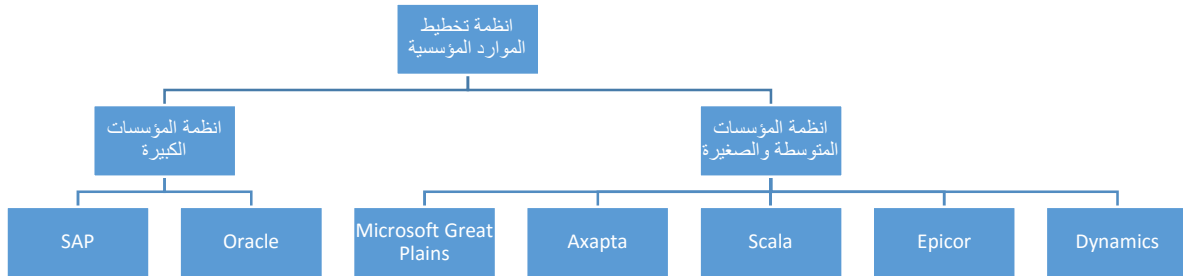 انظمة تخطيط
الموارد المؤسسية
انظمة المؤسسات
الكبيرة
انظمة المؤسسات
المتوسطة والصغيرة
SAP
Oracle
Microsoft Great
Plains
Axapta
Scala
Epicor
Dynamics